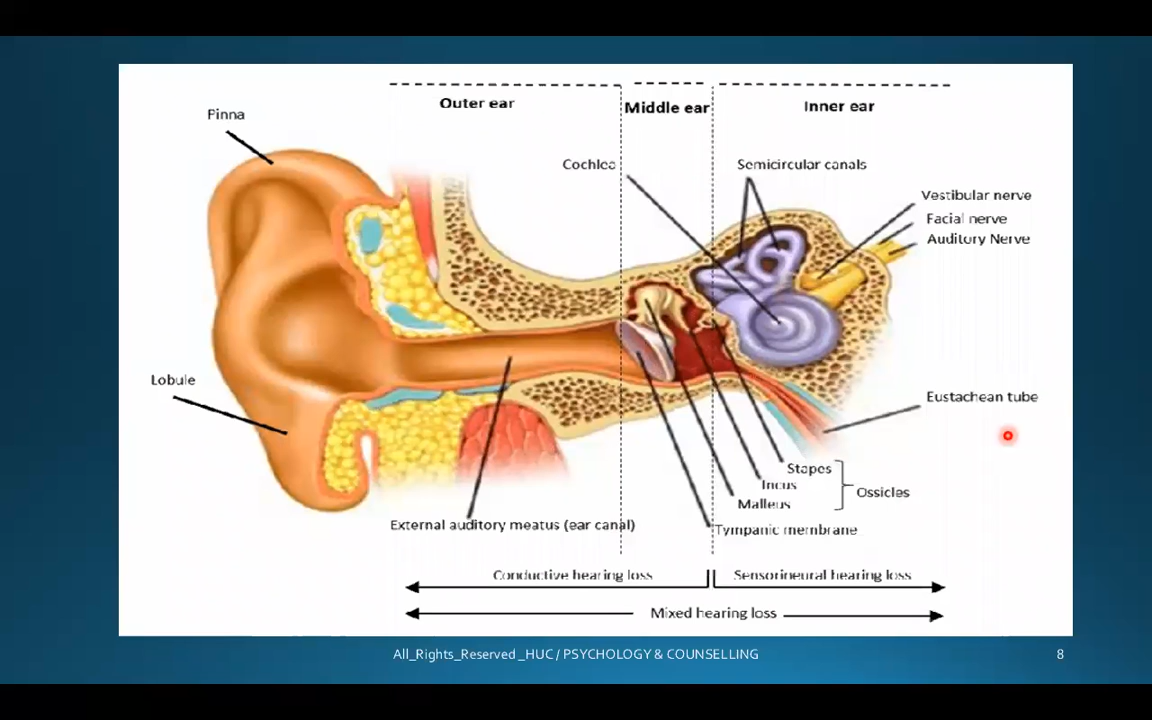 Outer ear
Middle ear
Inner ear
Pinna
Cochlea
Semicircular canals
Vestibular nerve
Facial nerve
Auditory Nerve
Lobule
Eustachean tube
Stapes
Incus
Malleus
Ossicles
External auditory meatus (ear canal)
Tympanic membrane
Conductive hearing loss
Sensorineural hearing loss
Mixed hearing loss
All_Rights_Reserved _HUC / PSYCHOLOGY & COUNSELLING
8